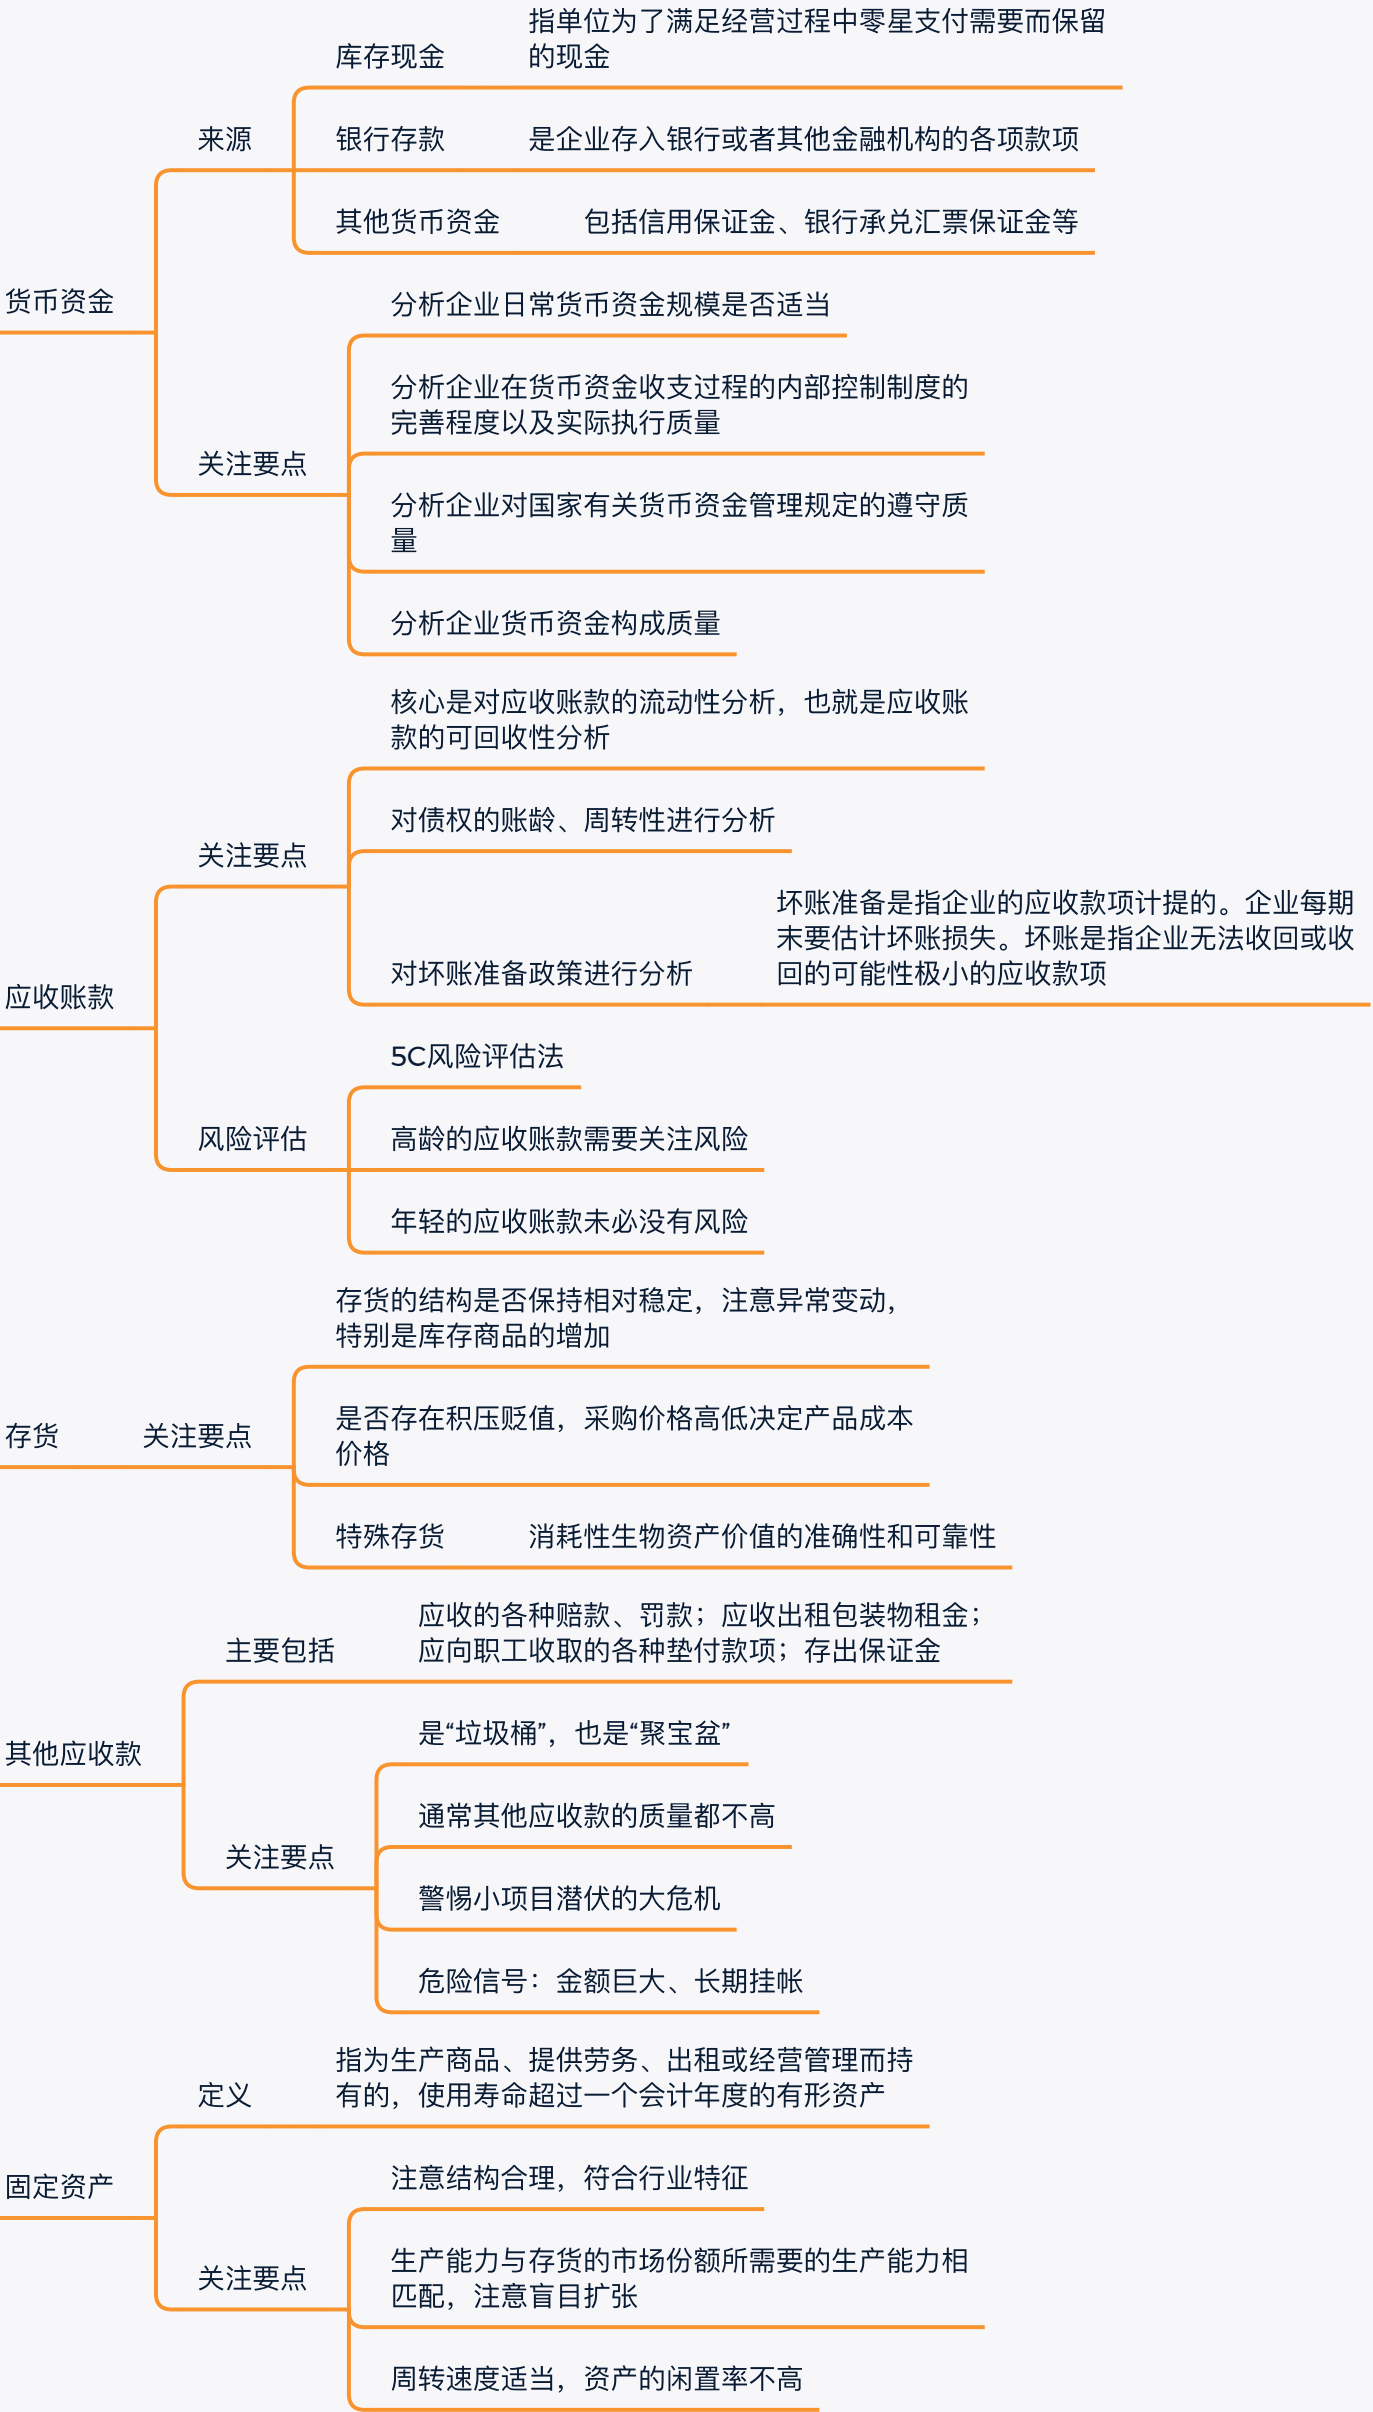 指单位为了满足经营过程中零星支付需要而保留
库存现金
的现金
来源
银行存款
是企业存入银行或者其他金融机构的各项款项
其他货币资金
包括信用保证金、银行承兑汇票保证金等
货币资金
分析企业日常货币资金规模是否适当
分析企业在货币资金收支过程的内部控制制度的
完善程度以及实际执行质量
关注要点
分析企业对国家有关货币资金管理规定的遵守质
量
分析企业货币资金构成质量
核心是对应收账款的流动性分析，也就是应收账
款的可回收性分析
对债权的账龄、周转性进行分析
关注要点
坏账准备是指企业的应收款项计提的。企业每期
末要估计坏账损失。坏账是指企业无法收回或收
对坏账准备政策进行分析
回的可能性极小的应收款项
应收账款
5C风险评估法
风险评估
高龄的应收账款需要关注风险
年轻的应收账款未必没有风险
存货的结构是否保持相对稳定，注意异常变动，
特别是库存商品的增加
存货
关注要点
是否存在积压贬值，采购价格高低决定产品成本
价格
特殊存货
消耗性生物资产价值的准确性和可靠性
应收的各种赔款、罚款；应收出租包装物租金；
主要包括
应向职工收取的各种垫付款项；存出保证金
其他应收款
是“垃圾桶”，也是“聚宝盆”
通常其他应收款的质量都不高
关注要点
警惕小项目潜伏的大危机
危险信号：金额巨大、长期挂帐
指为生产商品、提供劳务、出租或经营管理而持
定义
有的，使用寿命超过一个会计年度的有形资产
固定资产
注意结构合理，符合行业特征
生产能力与存货的市场份额所需要的生产能力相
关注要点
匹配，注意盲目扩张
周转速度适当，资产的闲置率不高